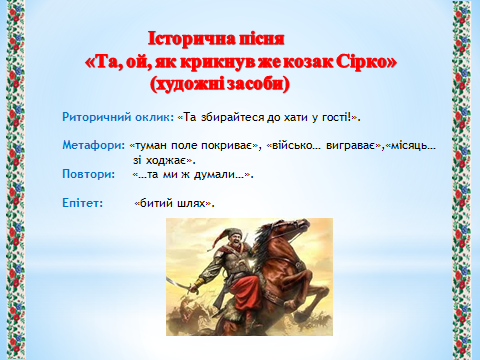 Історична пісня
«Та, ой, як крикнув же козак Сірко»
(художні засоби)
Риторичний оклик: «Та збирайтеся до хати у гості!».
Метафори: «туман поле покриває», «військо... виграває»,«місяць...
зі ходжає».
Повтори: «...та ми ж думали...».
Епітет: «битий шлях».